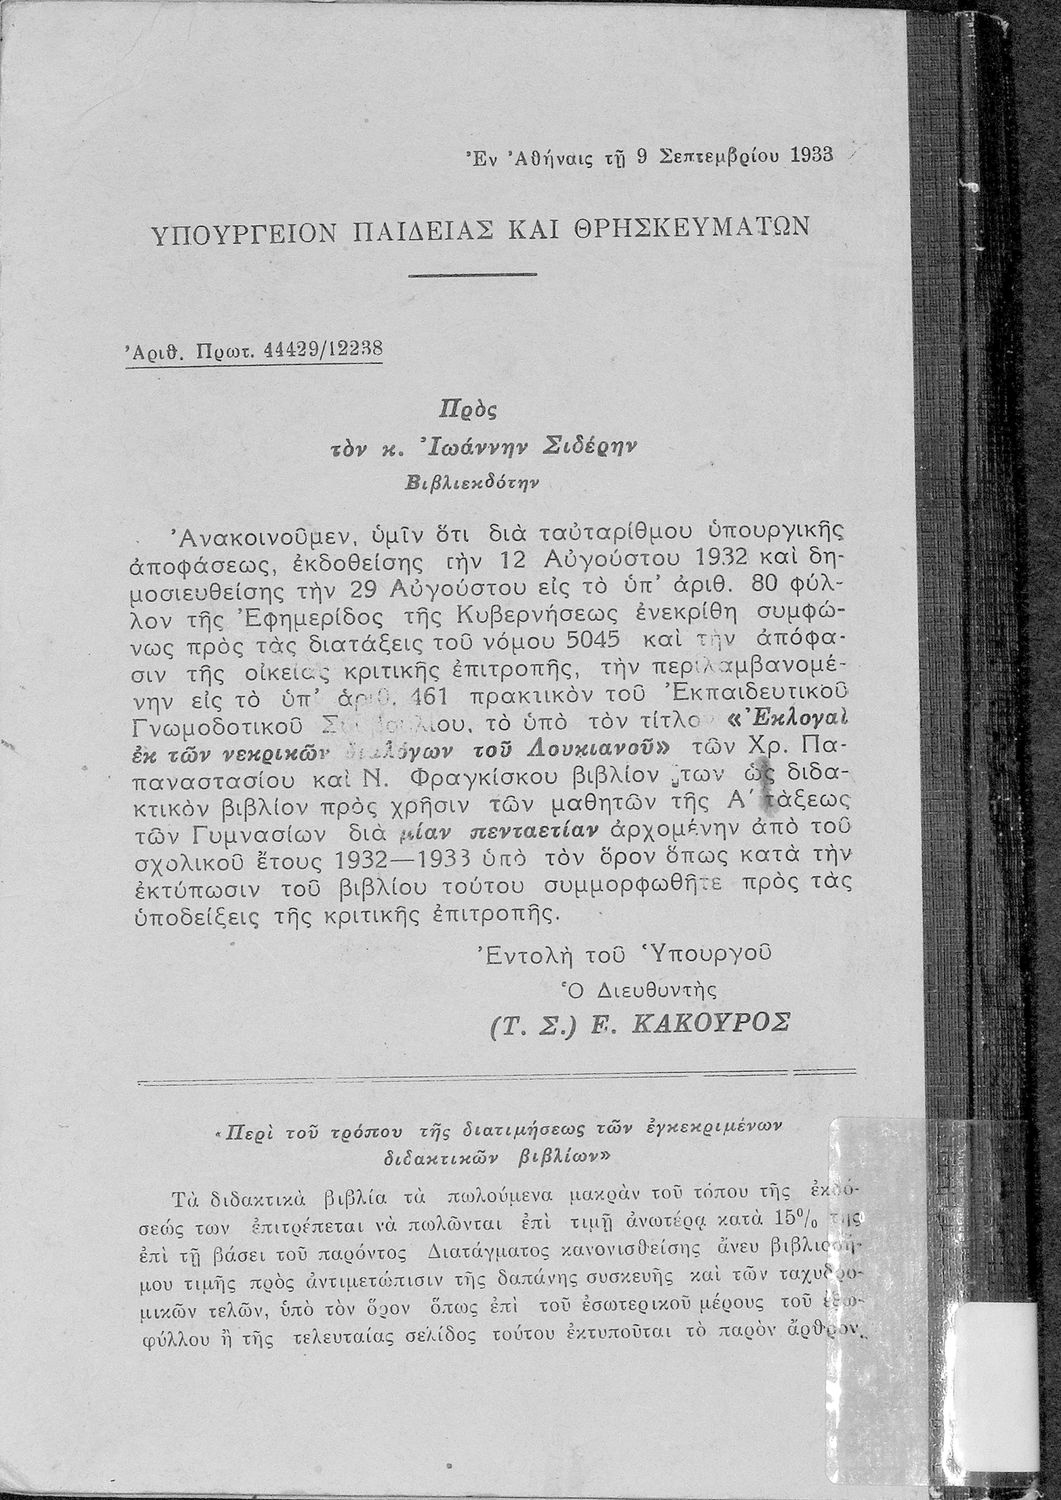 Ἐν Ἀθήναις τῇ 9 Σεπτεμβρίου 1933
ΥΠΟΥΡΓΕΙΟΝ ΠΑΙΔΕΙΑΣ ΚΑΙ ΘΡΗΣΚΕΥΜΑΤΩΝ
Ἀριθ. Πρωτ. 44429/12238
Πρὸς
τὸν κ. Ἰωάννην Σιδέρην
Βιβλιεκδότην
Ἀνακοινοῦμεν, ὑμῖν ὅτι διὰ ταὐταρίθμου ὑπουργικῆς
ἀποφάσεως, ἐκδοθείσης τὴν 12 Αὐγούστου 1932 καὶ δη-
μοσιευθείσης τὴν 29 Αὐγούστου εἰς τὸ ὑπ' ἀριθ. 80 φύλ-
λον τῆς Ἐφημερίδος τῆς Κυβερνήσεως ἐνεκρίθη συμφώ-
νως πρὸς τὰς διατάξεις τοῦ νόμου 5045 καὶ τὴν ἀπόφα-
σιν τῆς οἰκείας κριτικῆς ἐπιτροπῆς, τὴν περιλαμβανομέ-
νην εἰς τὸ ὑπ' ἀριθ. 461 πρακτικὸν τοῦ Ἐκπαιδευτικοῦ
Γνωμοδοτικοῦ Συμβουλίου, τὸ ὑπὸ τὸν τίτλον «Ἐκλογαὶ
ἐκ τῶν νεκρικῶν διαλόγων τοῦ Λουκιανοῦ» τῶν Χρ. Πα-
παναστασίου καὶ Ν. Φραγκίσκου βιβλίον των ὡς διδα-
κτικὸν βιβλίον πρὸς χρῆσιν τῶν μαθητῶν τῆς Α΄ τάξεως
τῶν Γυμνασίων διὰ μίαν πενταετίαν ἀρχομένην ἀπὸ τοῦ
σχολικοῦ ἔτους 1932—1933 ὑπὸ τὸν ὅρον ὅπως κατὰ τὴν
ἐκτύπωσιν τοῦ βιβλίου τούτου συμμορφωθῆτε πρὸς τὰς
ὑποδείξεις τῆς κριτικῆς ἐπιτροπῆς.
Ἐντολῇ τοῦ Ὑπουργοῦ
Ὁ Διευθυντὴς
(Τ. Σ.) Ε. ΚΑΚΟΥΡΟΣ
«Περὶ τοῦ τρόπου τῆς διατιμήσεως τῶν ἐγκεκριμένων
διδακτικῶν βιβλίων»
Τὰ διδακτικὰ βιβλία τὰ πωλούμενα μακρὰν τοῦ τόπου τῆς ἐκδό-
σεώς των ἐπιτρέπεται νὰ πωλῶνται ἐπὶ τιμῇ ἀνωτέρᾳ κατὰ 15% τῆς
ἐπὶ τῇ βάσει τοῦ παρόντος Διατάγματος κανονισθείσης ἄνευ βιβλιοσή-
μου τιμῆς πρὸς ἀντιμετώπισιν τῆς δαπάνης συσκευῆς καὶ τῶν ταχυδρο-
μικῶν τελῶν, ὑπὸ τὸν ὅρον ὅπως ἐπὶ τοῦ ἐσωτερικοῦ μέρους τοῦ ἐξω-
φύλλου ἢ τῆς τελευταίας σελίδος τούτου ἐκτυποῦται τὸ παρὸν ἄρθρον.